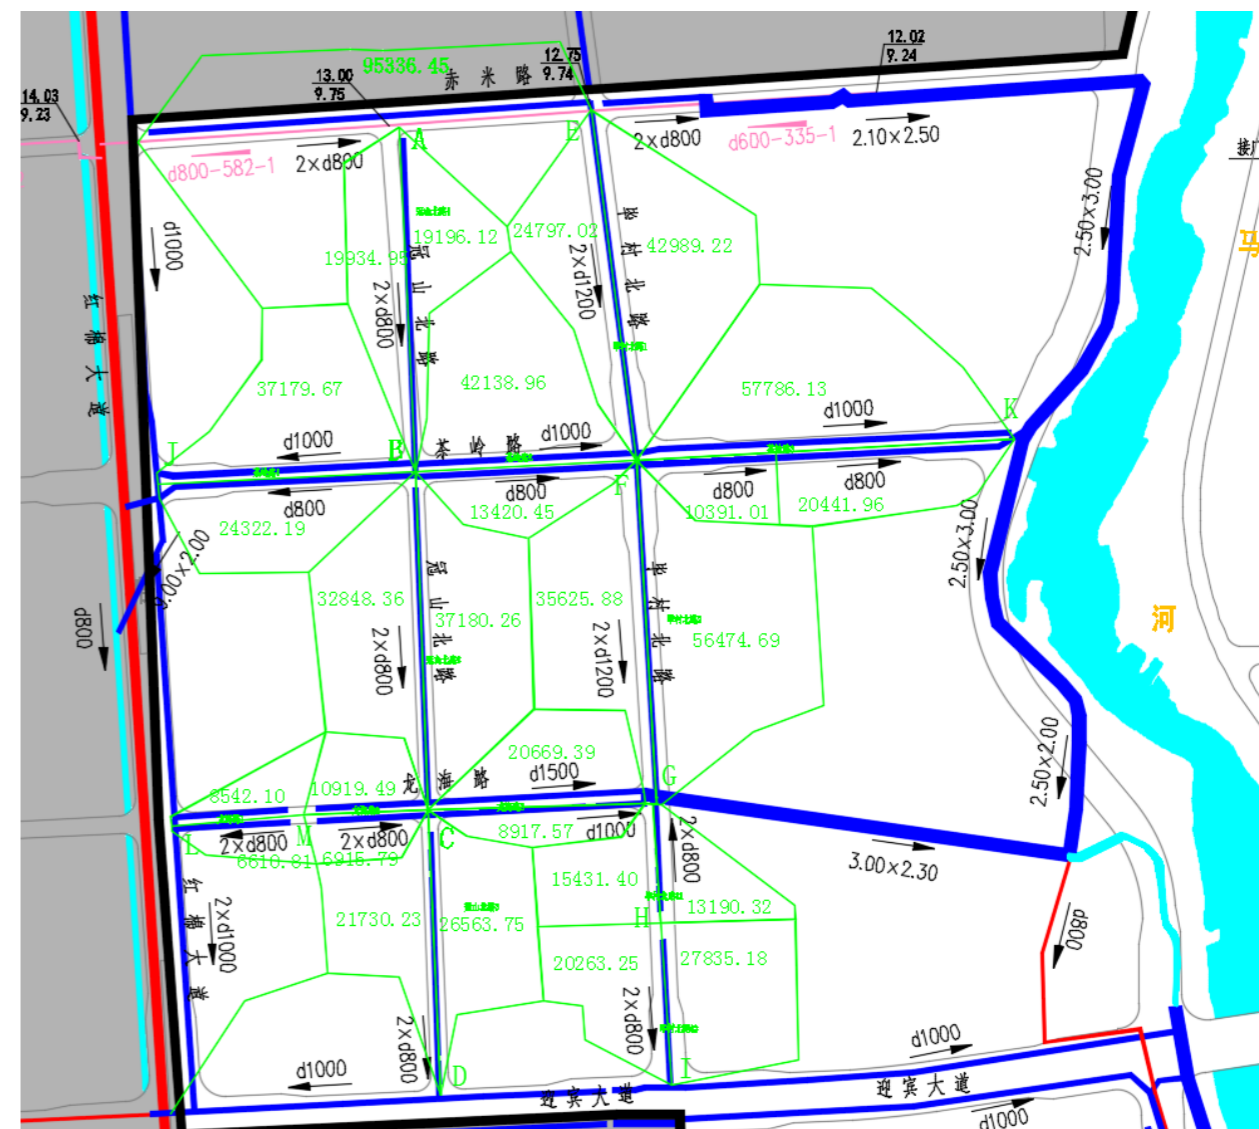 12.02
9.24
12.75
9.74
95336.45
赤米路
13.00
9.75
14.03
9.23
A
E
2×d800
d600-335-1
2.10×2.50
d800-582-1
2×d800
d1000
2.50×3.00
马
19196.12
24797.02
42989.22
19934.95
冠山北路
2×d800
2×d1200
北路
红棉大道
37179.67
42138.96
57786.13
d1000
K
J
d1000
B
茶岭路
d1000
d800
d800
F
d800
d800
24322.19
13420.45
10391.01
20441.96
3.00×2.00
2.50×3.00
d800
32848.36
冠山北路
37180.26
35625.88
村北路
56474.69
河
2×d800
2×d1200
2.50×2.00
20669.39
8542.10
10919.49
龙海路
d1500
G
L
2×d800
M
2×d800
C
8917.57
d1000
2×d800
3.00×2.30
6610.81
6915.79
15431.40
红棉大道
2×d1000
21730.23
26563.75
H
13190.32
d800
20263.25
27835.18
2×d800
2×d800
d1000
D
I
d1000
迎宾大道
迎宾大道
d1000